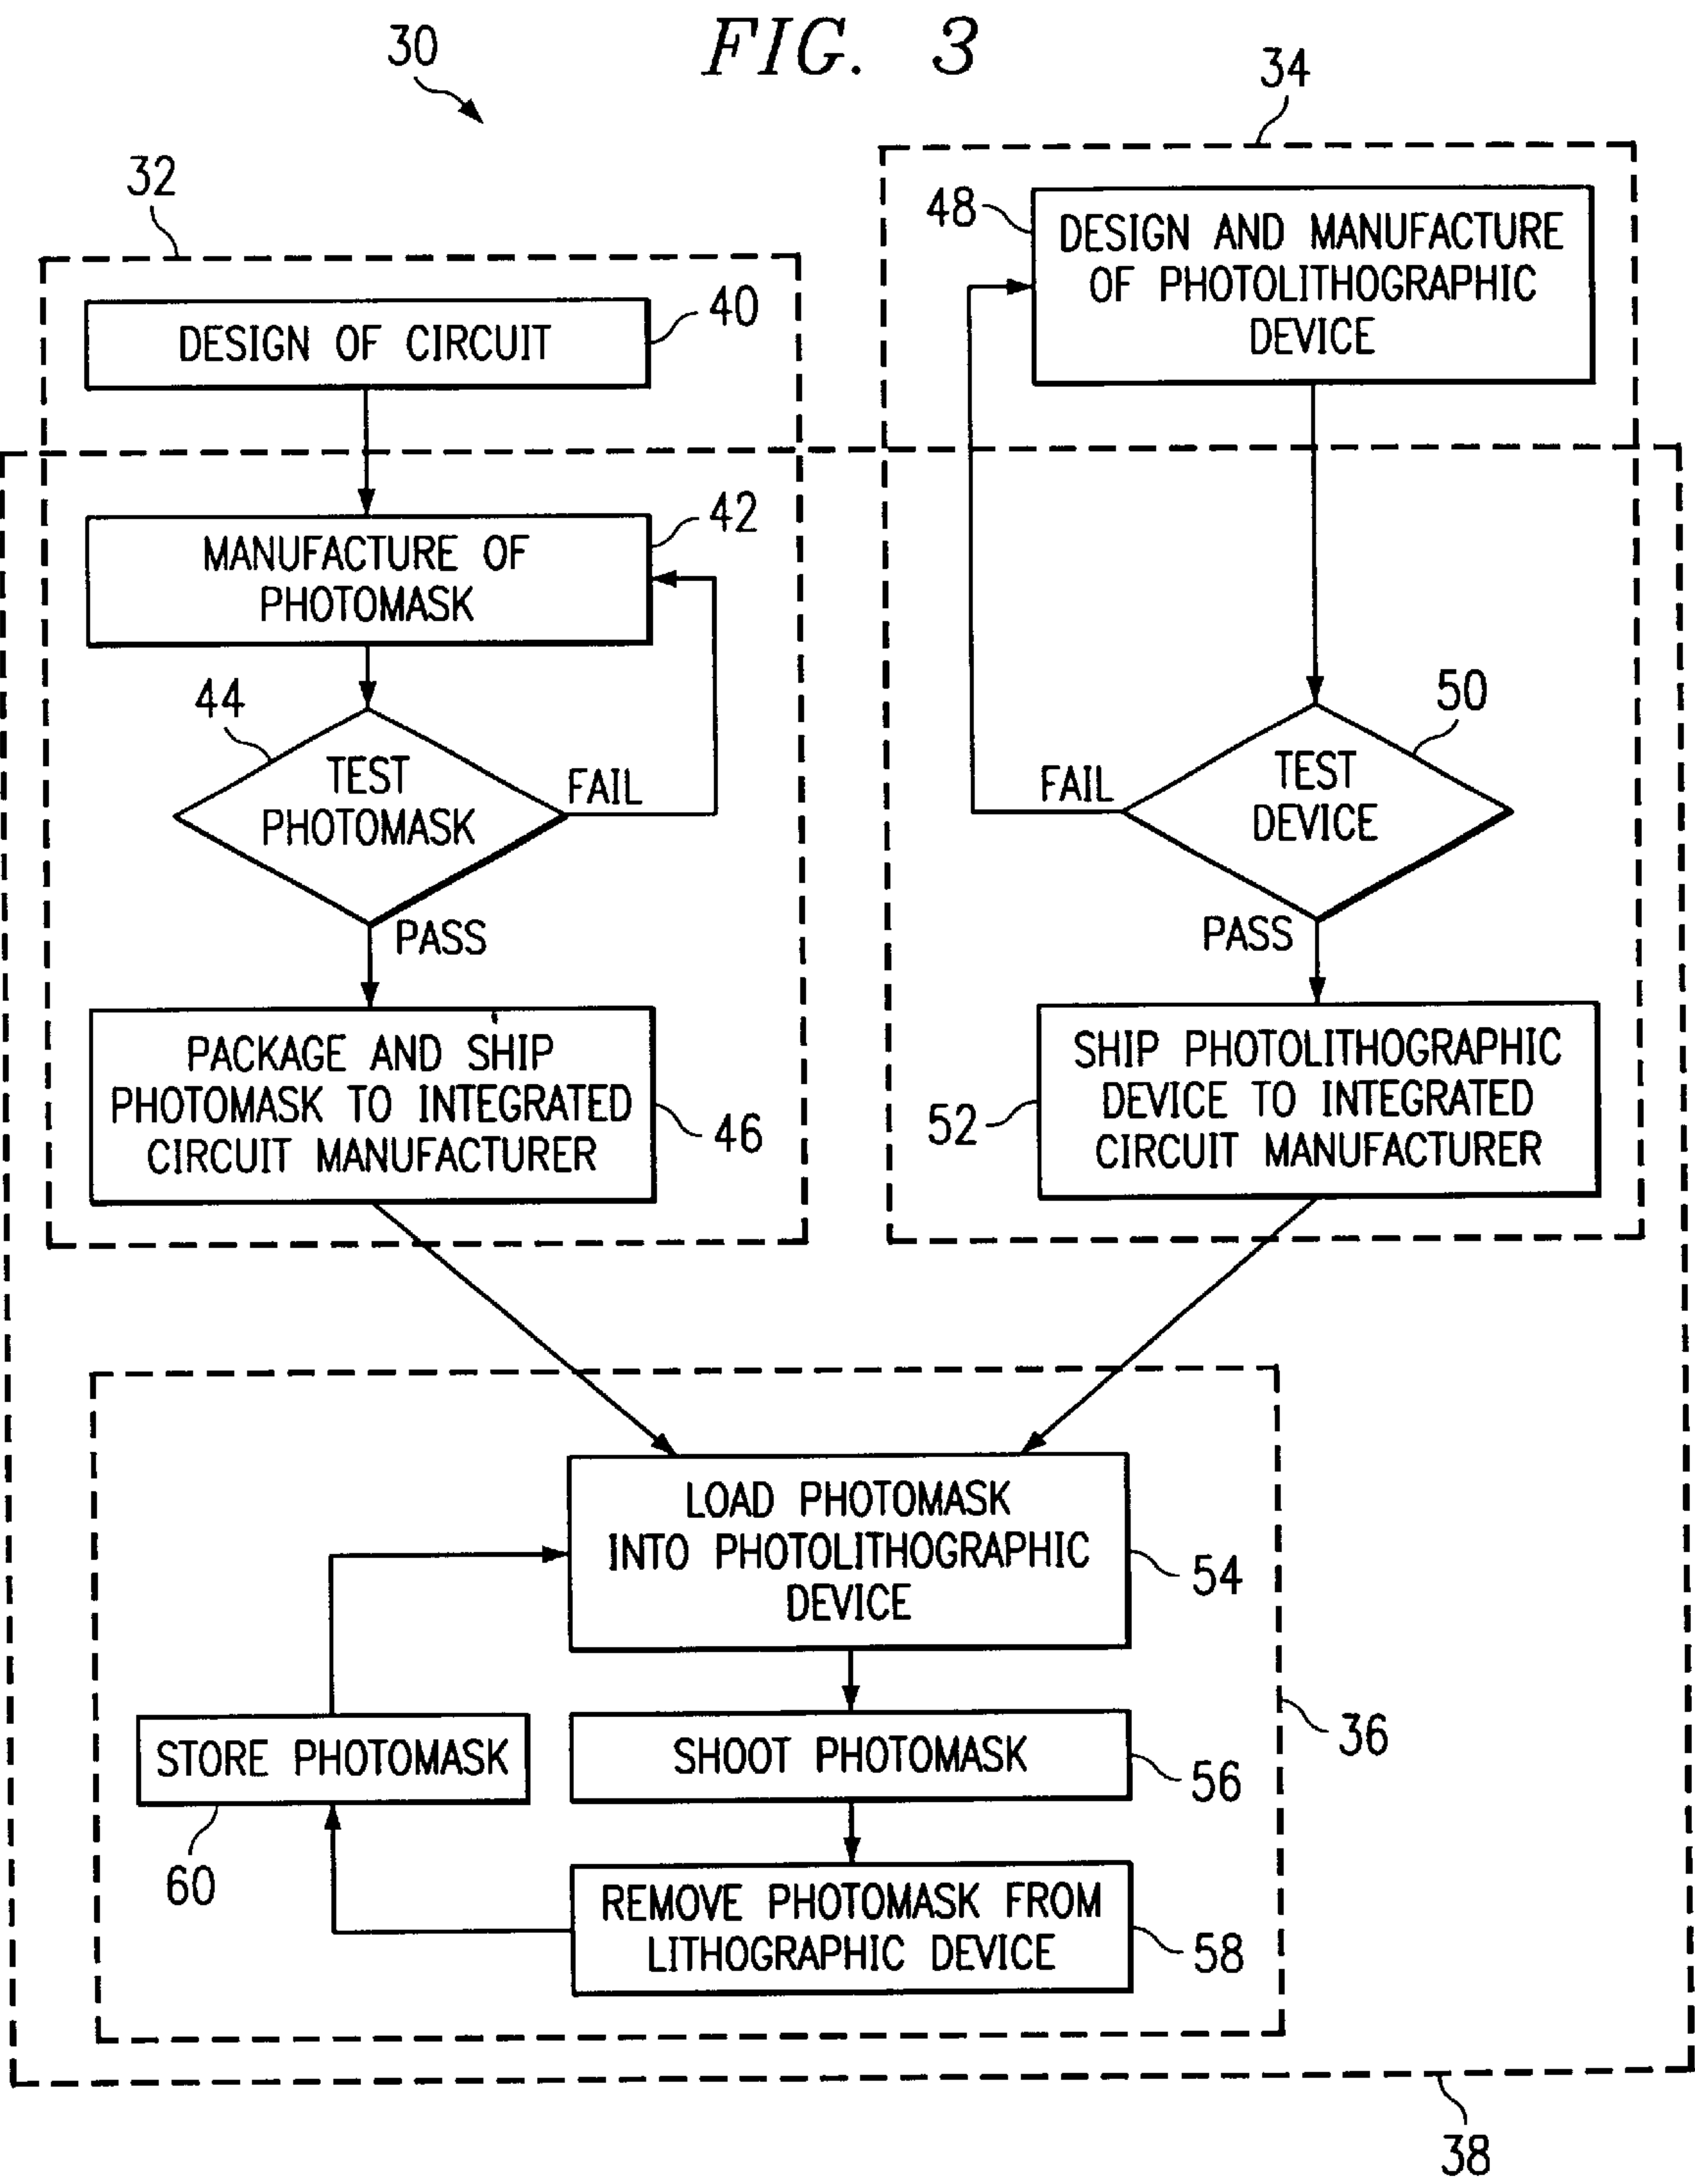 FIG. 3
30
34
32
48
DESIGN AND MANUFACTURE
OF PHOTOLITHOGRAPHIC
DEVICE
DESIGN OF CIRCUIT
40
MANUFACTURE OF
PHOTOMASK
42
44
TEST
PHOTOMASK
FAIL
PASS
50
TEST
DEVICE
FAIL
PASS
PACKAGE AND SHIP
PHOTOMASK TO INTEGRATED
CIRCUIT MANUFACTURER
46
52
SHIP PHOTOLITHOGRAPHIC
DEVICE TO INTEGRATED
CIRCUIT MANUFACTURER
LOAD PHOTOMASK
INTO PHOTOLITHOGRAPHIC
DEVICE
54
STORE PHOTOMASK
60
SHOOT PHOTOMASK
56
36
REMOVE PHOTOMASK FROM
LITHOGRAPHIC DEVICE
58
38